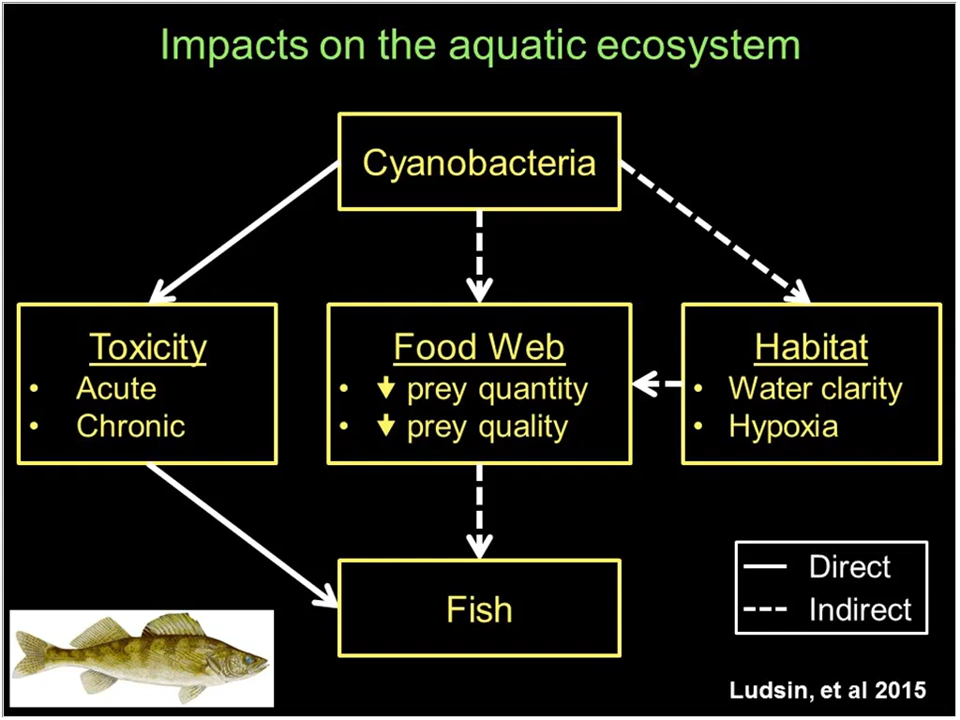 Impacts on the aquatic ecosystem
Cyanobacteria
Toxicity
• Acute
• Chronic
Food Web
• ⬇ prey quantity
• ⬇ prey quality
Habitat
• Water clarity
• Hypoxia
Fish
Direct
Indirect
Ludsin, et al 2015